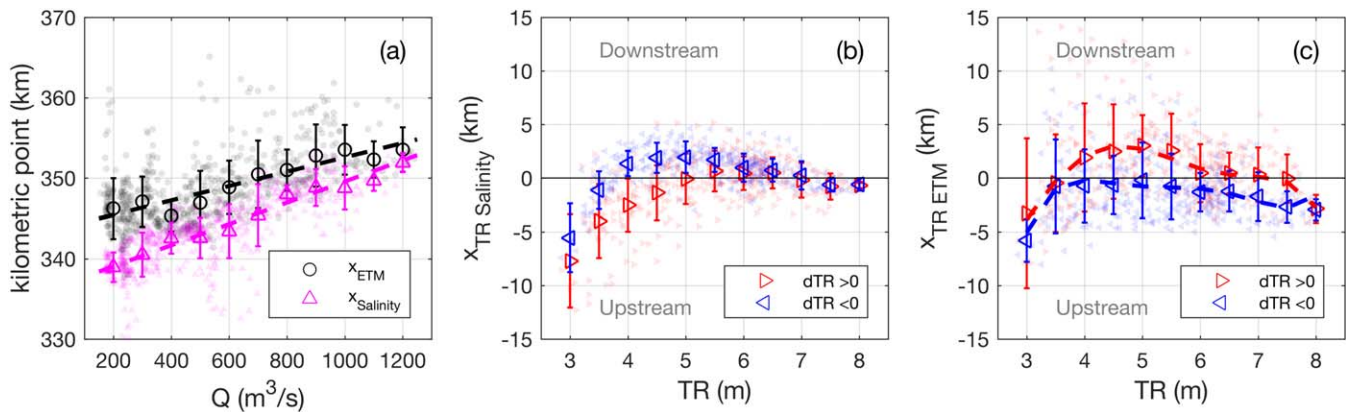 (a)
370
360
350
340
330
kilometric point (km)
200 400 600 800 1000 1200
Q (m³/s)
x_ETM
x_Salinity
(b)
Downstream
15
10
5
0
-5
-10
-15
x_TR Salinity (km)
Upstream
dTR >0
dTR <0
3 4 5 6 7 8
TR (m)
(c)
Downstream
15
10
5
0
-5
-10
-15
x_TR ETM (km)
Upstream
dTR >0
dTR <0
3 4 5 6 7 8
TR (m)